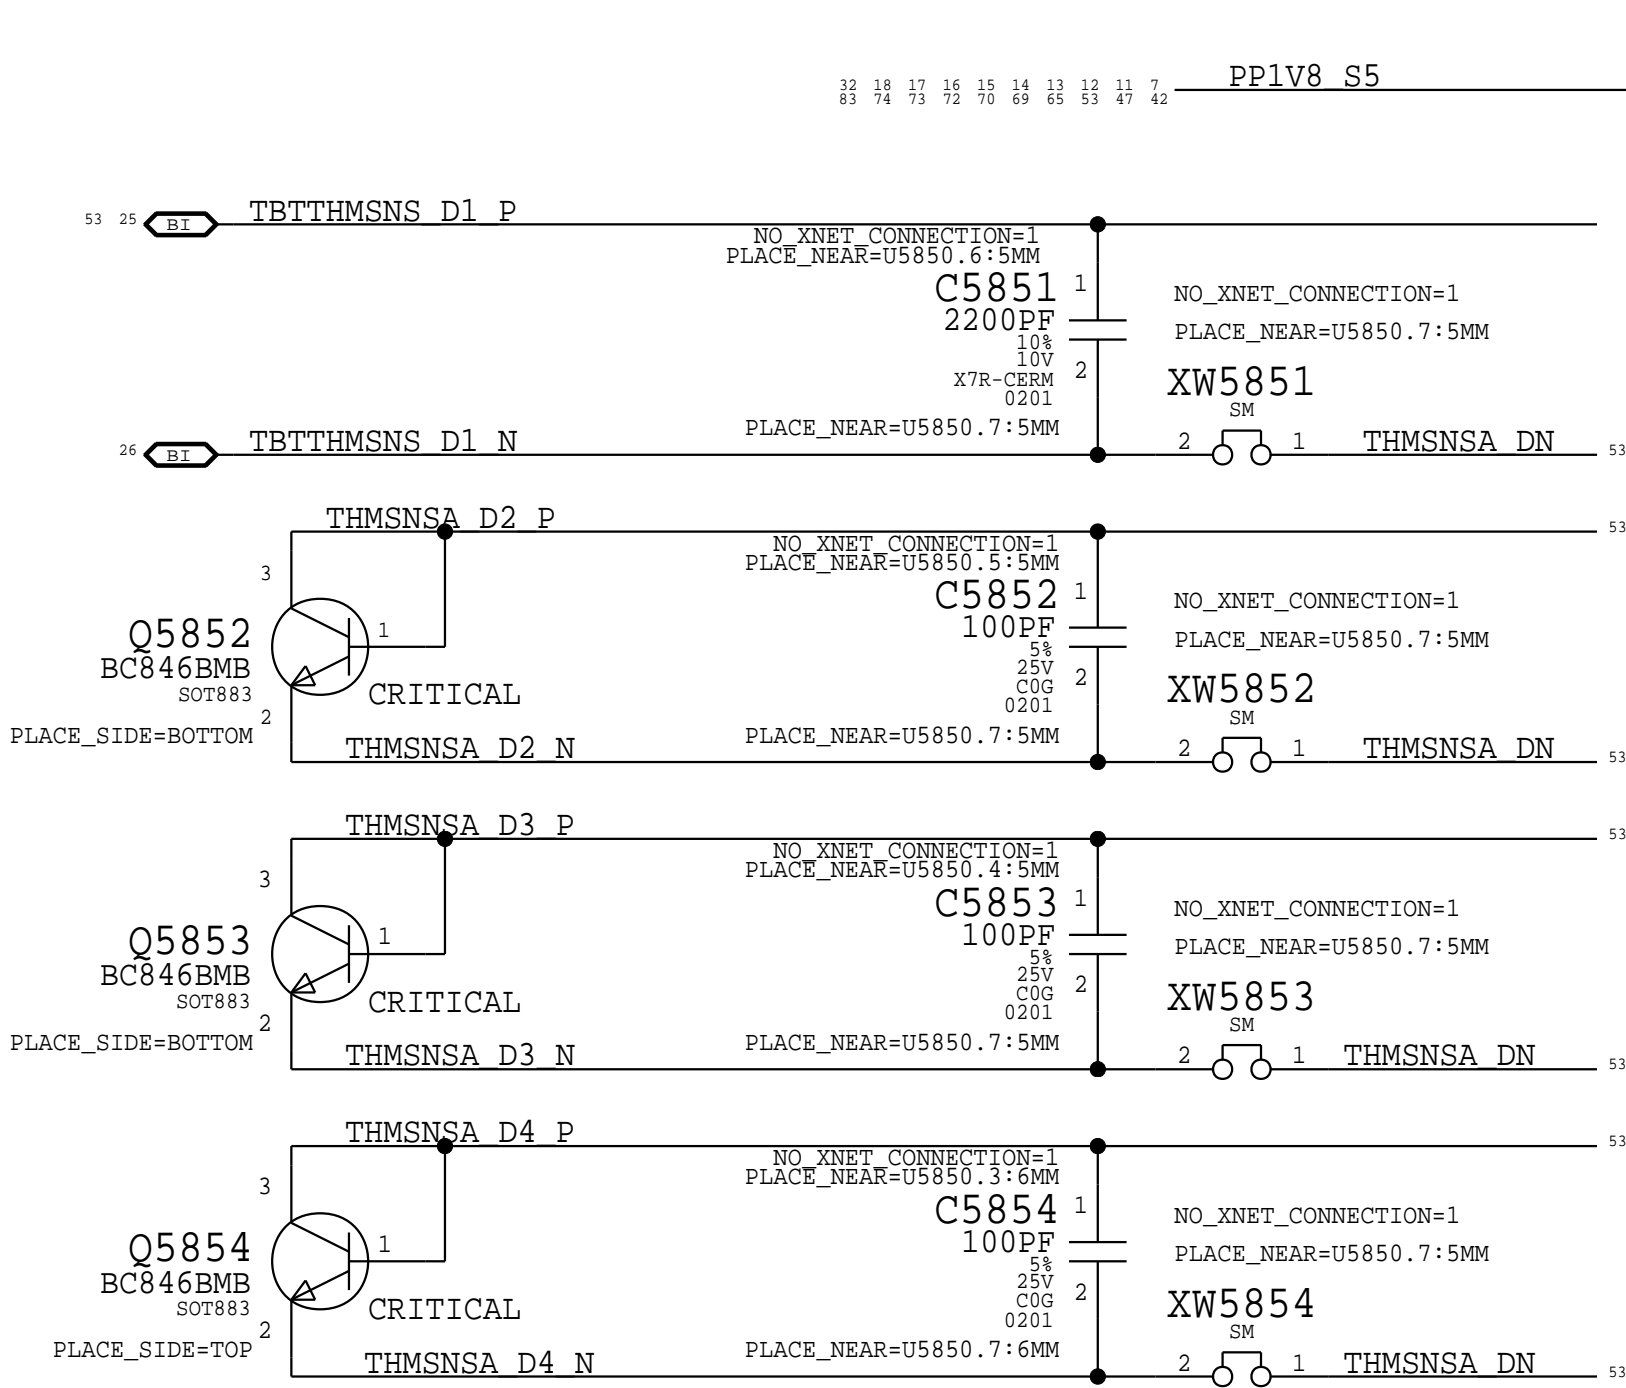 PP1V8_S5
32 18 17 16 15 14 13 12 11 7
83 74 73 72 70 69 65 53 47 42
TBTTHMSNS_D1_P
53 25 BI
NO_XNET_CONNECTION=1
PLACE_NEAR=U5850.6:5MM
C5851 1
2200PF
10%
10V
X7R-CERM
0201
2
PLACE_NEAR=U5850.7:5MM
NO_XNET_CONNECTION=1
PLACE_NEAR=U5850.7:5MM
XW5851
SM
TBTTHMSNS_D1_N
26 BI
2 1 THMSNSA_DN 53
THMSNSA_D2_P 53
NO_XNET_CONNECTION=1
PLACE_NEAR=U5850.5:5MM
3
1
Q5852
BC846BMB
SOT883
2
CRITICAL
PLACE_SIDE=BOTTOM
C5852 1
100PF
5%
25V
C0G
0201
2
PLACE_NEAR=U5850.7:5MM
NO_XNET_CONNECTION=1
PLACE_NEAR=U5850.7:5MM
XW5852
SM
THMSNSA_D2_N
2 1 THMSNSA_DN 53
THMSNSA_D3_P 53
NO_XNET_CONNECTION=1
PLACE_NEAR=U5850.4:5MM
3
1
Q5853
BC846BMB
SOT883
2
CRITICAL
PLACE_SIDE=BOTTOM
C5853 1
100PF
5%
25V
C0G
0201
2
PLACE_NEAR=U5850.7:5MM
NO_XNET_CONNECTION=1
PLACE_NEAR=U5850.7:5MM
XW5853
SM
THMSNSA_D3_N
2 1 THMSNSA_DN 53
THMSNSA_D4_P 53
NO_XNET_CONNECTION=1
PLACE_NEAR=U5850.3:6MM
3
1
Q5854
BC846BMB
SOT883
2
CRITICAL
PLACE_SIDE=TOP
C5854 1
100PF
5%
25V
C0G
0201
2
PLACE_NEAR=U5850.7:6MM
NO_XNET_CONNECTION=1
PLACE_NEAR=U5850.7:5MM
XW5854
SM
THMSNSA_D4_N
2 1 THMSNSA_DN 53